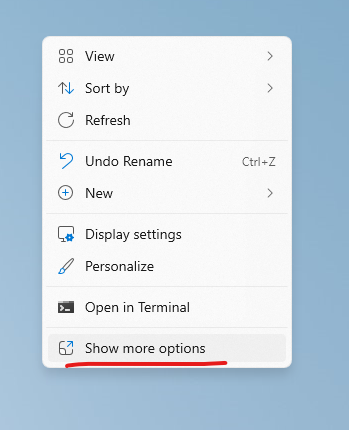 View
Sort by
Refresh
Undo Rename Ctrl+Z
New
Display settings
Personalize
Open in Terminal
Show more options